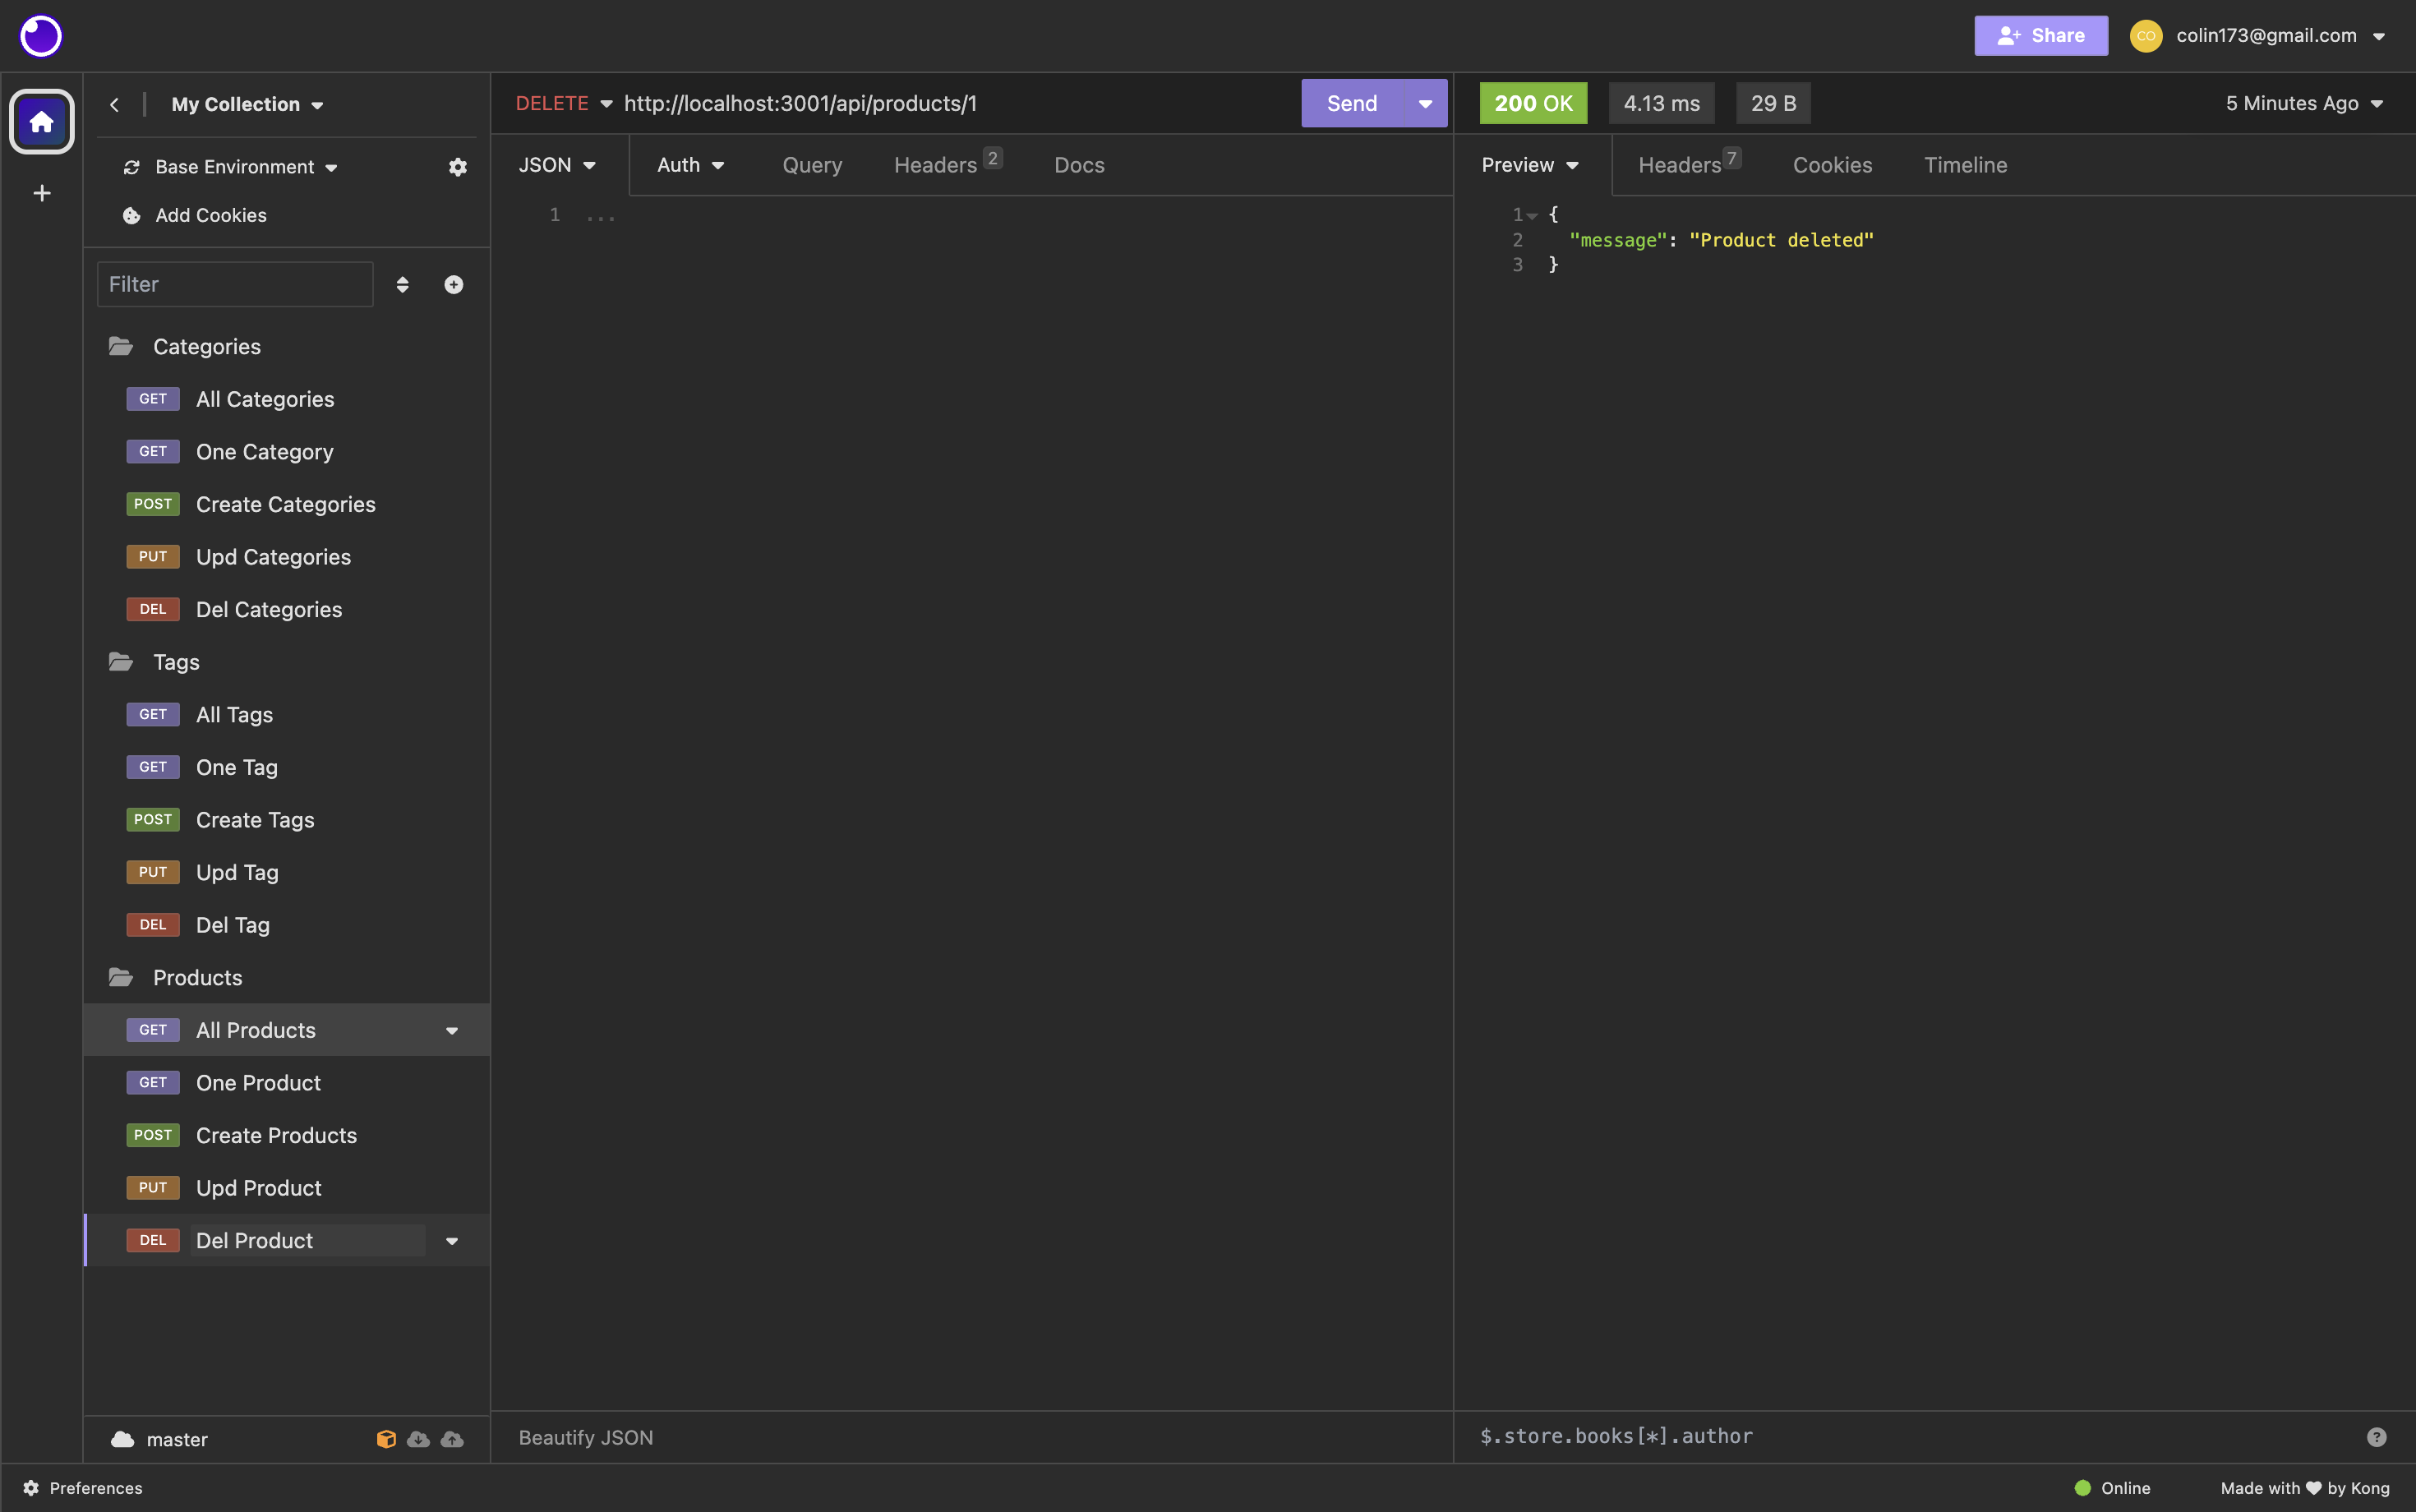 Share
CO
colin173@gmail.com
My Collection
Base Environment
Add Cookies
Filter
Categories
GET All Categories
GET One Category
POST Create Categories
PUT Upd Categories
DEL Del Categories
Tags
GET All Tags
GET One Tag
POST Create Tags
PUT Upd Tag
DEL Del Tag
Products
GET All Products
GET One Product
POST Create Products
PUT Upd Product
DEL Del Product
master
DELETE http://localhost:3001/api/products/1
Send
JSON Auth Query Headers 2 Docs
1 ...
Beautify JSON
200 OK 4.13 ms 29 B 5 Minutes Ago
Preview Headers 7 Cookies Timeline
1 {
2 "message": "Product deleted"
3 }
$.store.books[*].author
?
Preferences
Online
Made with ❤ by Kong